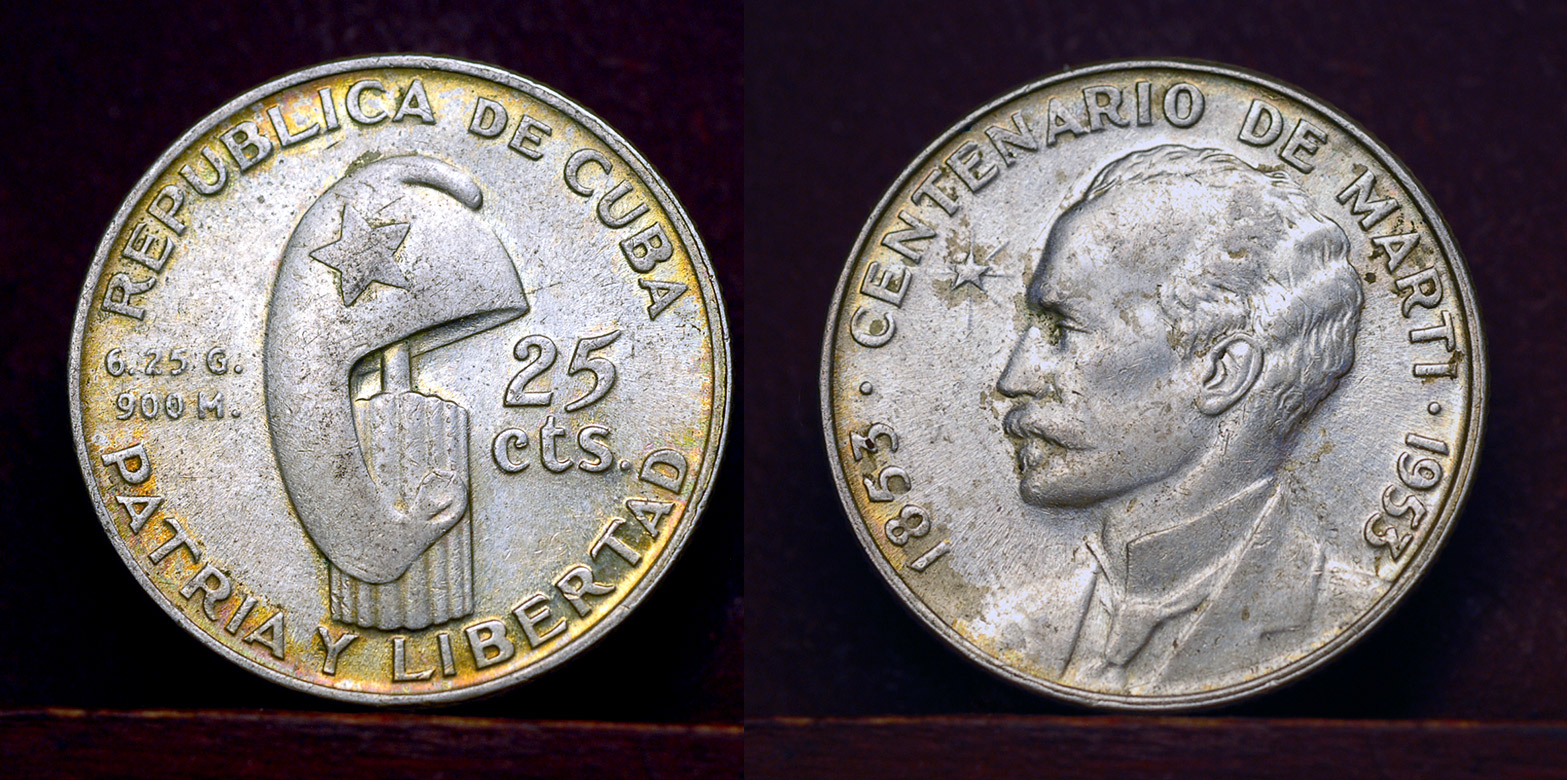 REPUBLICA DE CUBA
6.25 G.
900 M.
25
cts.
PATRIA Y LIBERTAD
1853 · CENTENARIO DE MARTI · 1953